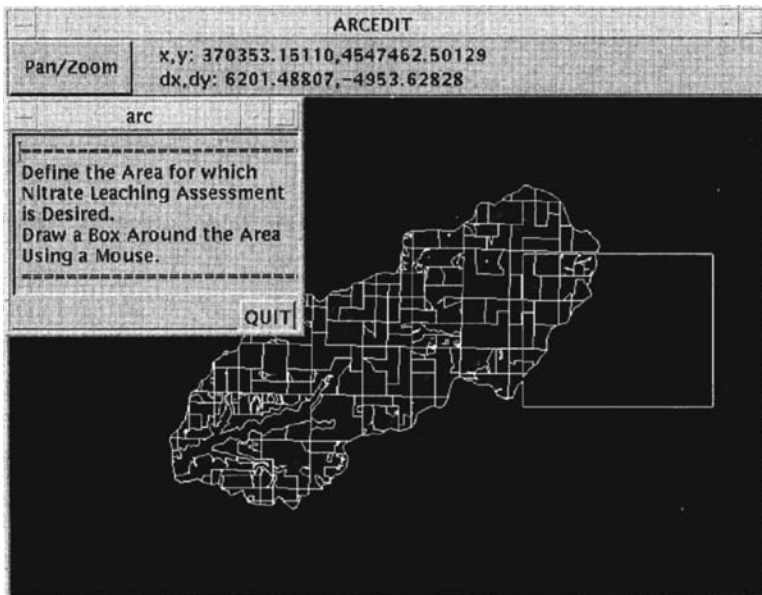 ARCEDIT
Pan/Zoom
x,y: 370353.15110,4547462.50129
dx,dy: 6201.48807,-4953.62828
arc
Define the Area for which
Nitrate Leaching Assessment
is Desired.
Draw a Box Around the Area
Using a Mouse.
QUIT